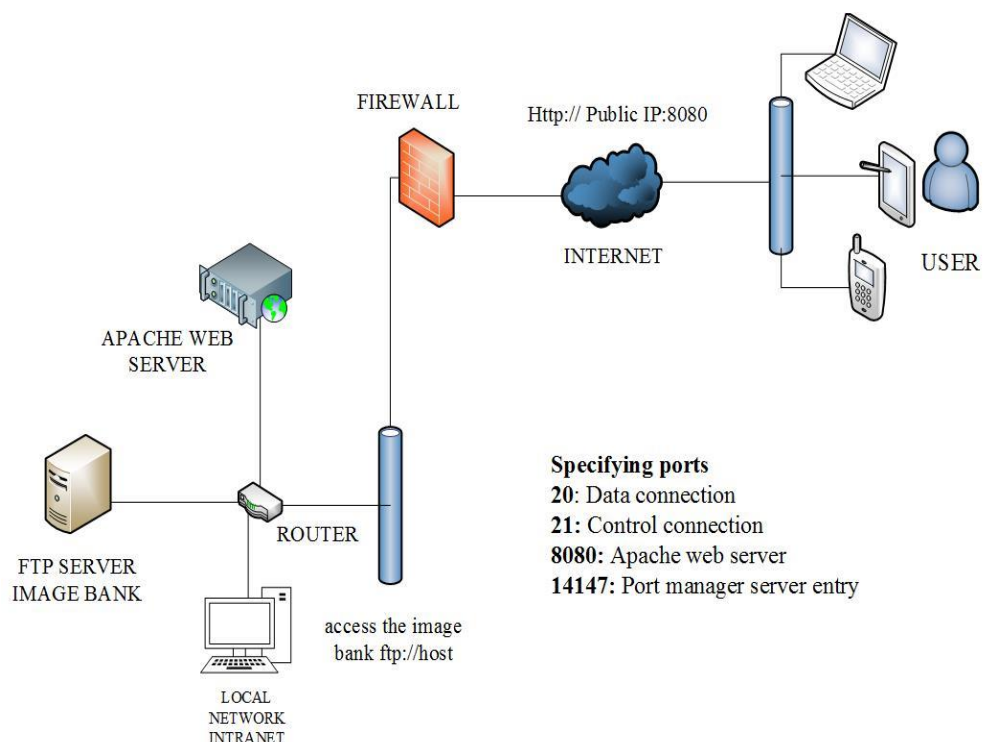 FIREWALL
Http:// Public IP:8080
INTERNET
USER
APACHE WEB
SERVER
FTP SERVER
IMAGE BANK
ROUTER
access the image
bank ftp://host
LOCAL
NETWORK
INTRANET
Specifying ports
20: Data connection
21: Control connection
8080: Apache web server
14147: Port manager server entry